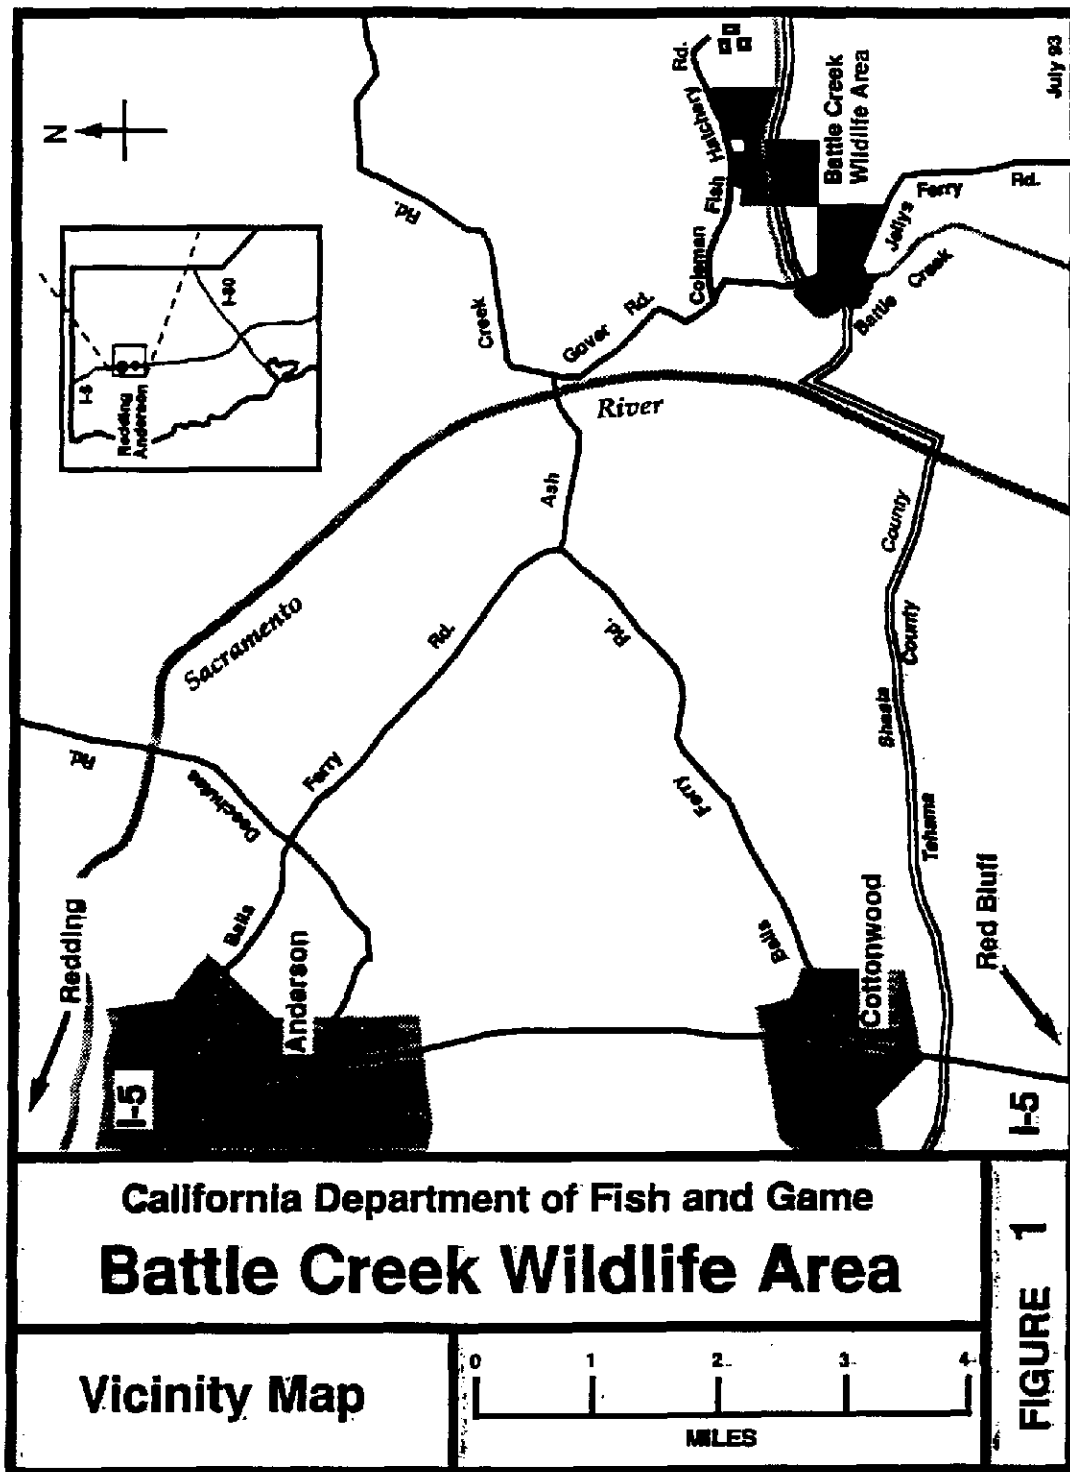 N
I-5
I-80
Redding
Anderson
Redding
Rd.
Deschutes
Sacramento
River
Creek
Rd.
Ash
Gover
Rd.
Coleman
Fish
Hatchery
Rd.
Battle Creek
Wildlife Area
Jellys
Ferry
Rd.
Battle
Creek
Balls
Ferry
Rd.
Anderson
I-5
Balls
Ferry
Rd.
Cottonwood
Shasta
County
Tehama
County
Red Bluff
I-5
July 93
California Department of Fish and Game
Battle Creek Wildlife Area
Vicinity Map
0 1 2 3 4
MILES
FIGURE 1